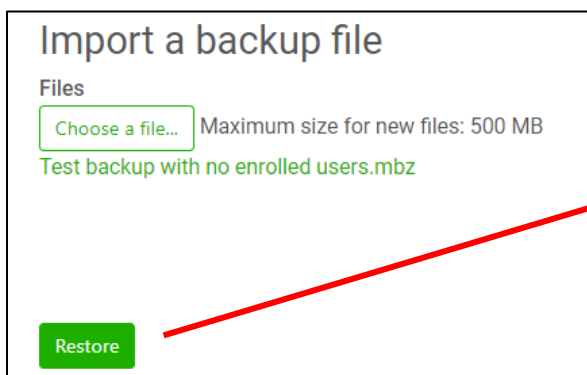 Import a backup file
Files
Choose a file... Maximum size for new files: 500 MB
Test backup with no enrolled users.mbz
Restore